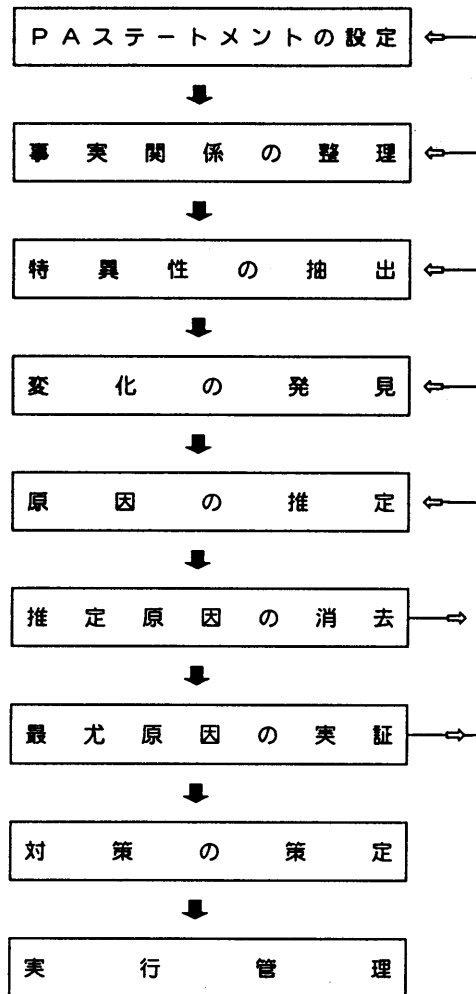 PAステートメントの設定
事実関係の整理
特異性の抽出
変化の発見
原因の推定
推定原因の消去
最尤原因の実証
対策の策定
実行管理